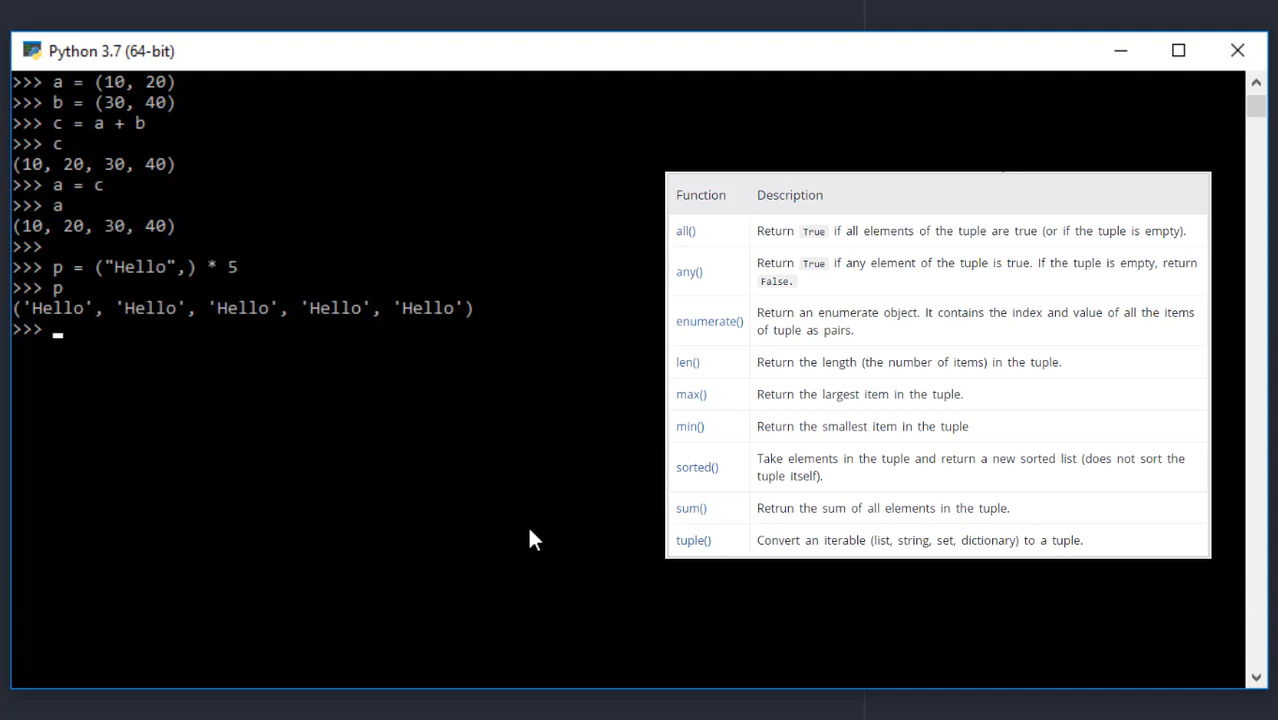 Python 3.7 (64-bit)
>>> a = (10, 20)
>>> b = (30, 40)
>>> c = a + b
>>> c
(10, 20, 30, 40)
>>> a = c
>>> a
(10, 20, 30, 40)
>>>
>>> p = ("Hello",) * 5
>>> p
('Hello', 'Hello', 'Hello', 'Hello', 'Hello')
>>>
Function Description
all() Return True if all elements of the tuple are true (or if the tuple is empty).
any() Return True if any element of the tuple is true. If the tuple is empty, return
False.
enumerate() Return an enumerate object. It contains the index and value of all the items
of tuple as pairs.
len() Return the length (the number of items) in the tuple.
max() Return the largest item in the tuple.
min() Return the smallest item in the tuple
sorted() Take elements in the tuple and return a new sorted list (does not sort the
tuple itself).
sum() Retrun the sum of all elements in the tuple.
tuple() Convert an iterable (list, string, set, dictionary) to a tuple.